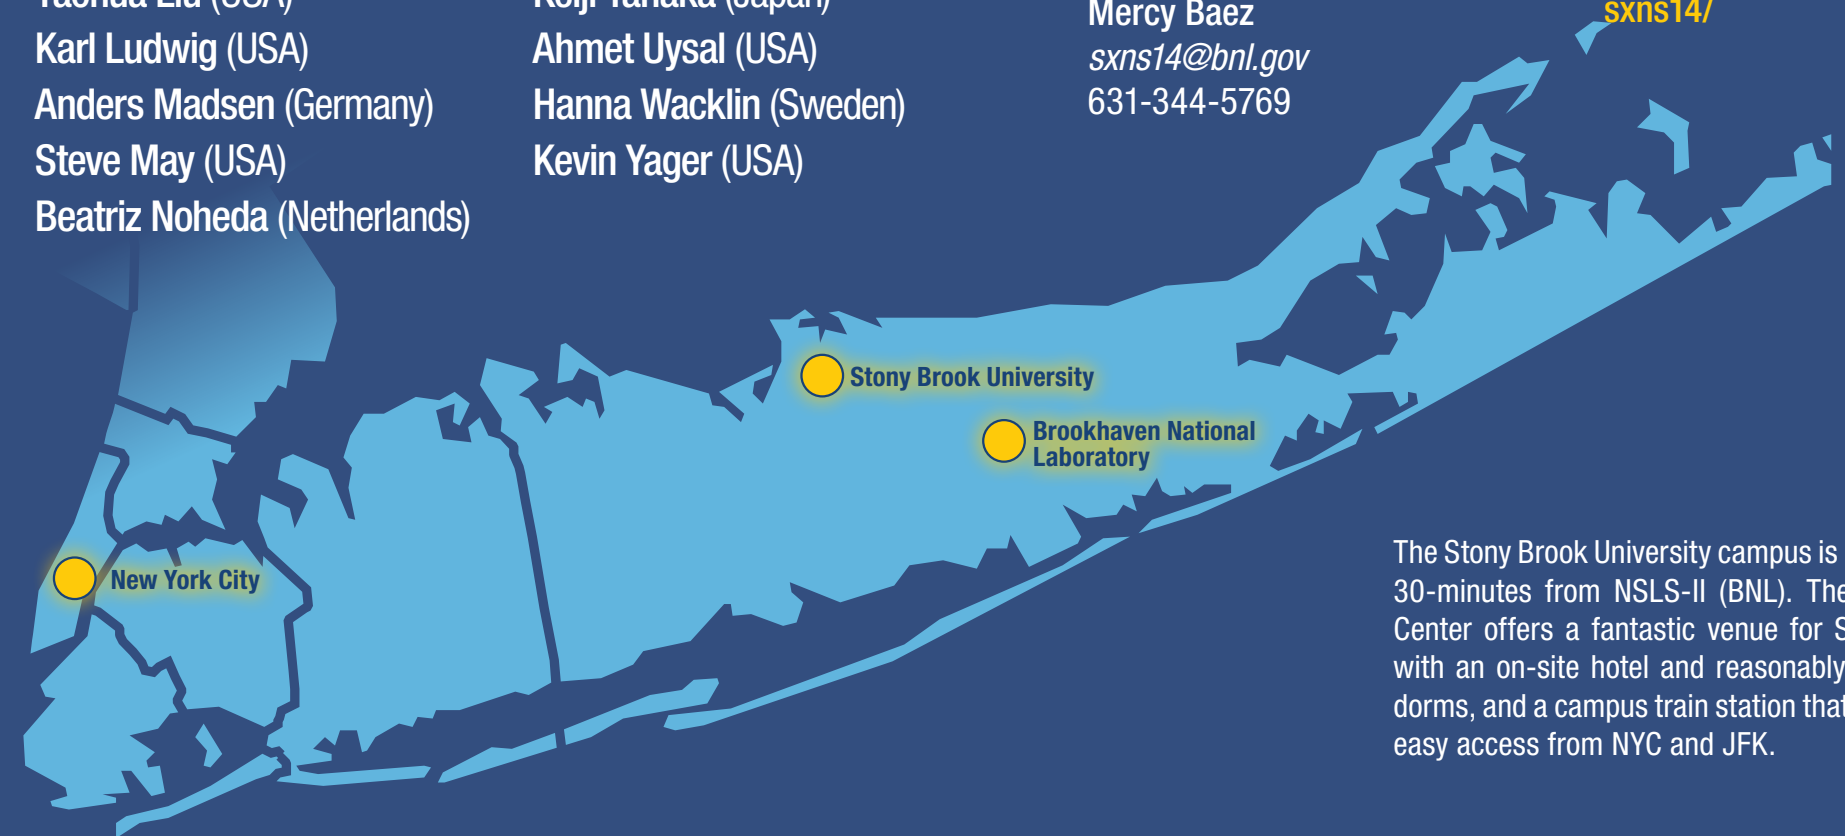 Karl Ludwig (USA)
Anders Madsen (Germany)
Steve May (USA)
Beatriz Noheda (Netherlands)
Keiji Tanaka (Japan)
Ahmet Uysal (USA)
Hanna Wacklin (Sweden)
Kevin Yager (USA)
Mercy Baez
sxns14@bnl.gov
631-344-5769
sxns14/
Stony Brook University
Brookhaven National
Laboratory
New York City
The Stony Brook University campus is
30-minutes from NSLS-II (BNL). The
Center offers a fantastic venue for S
with an on-site hotel and reasonably
dorms, and a campus train station that
easy access from NYC and JFK.